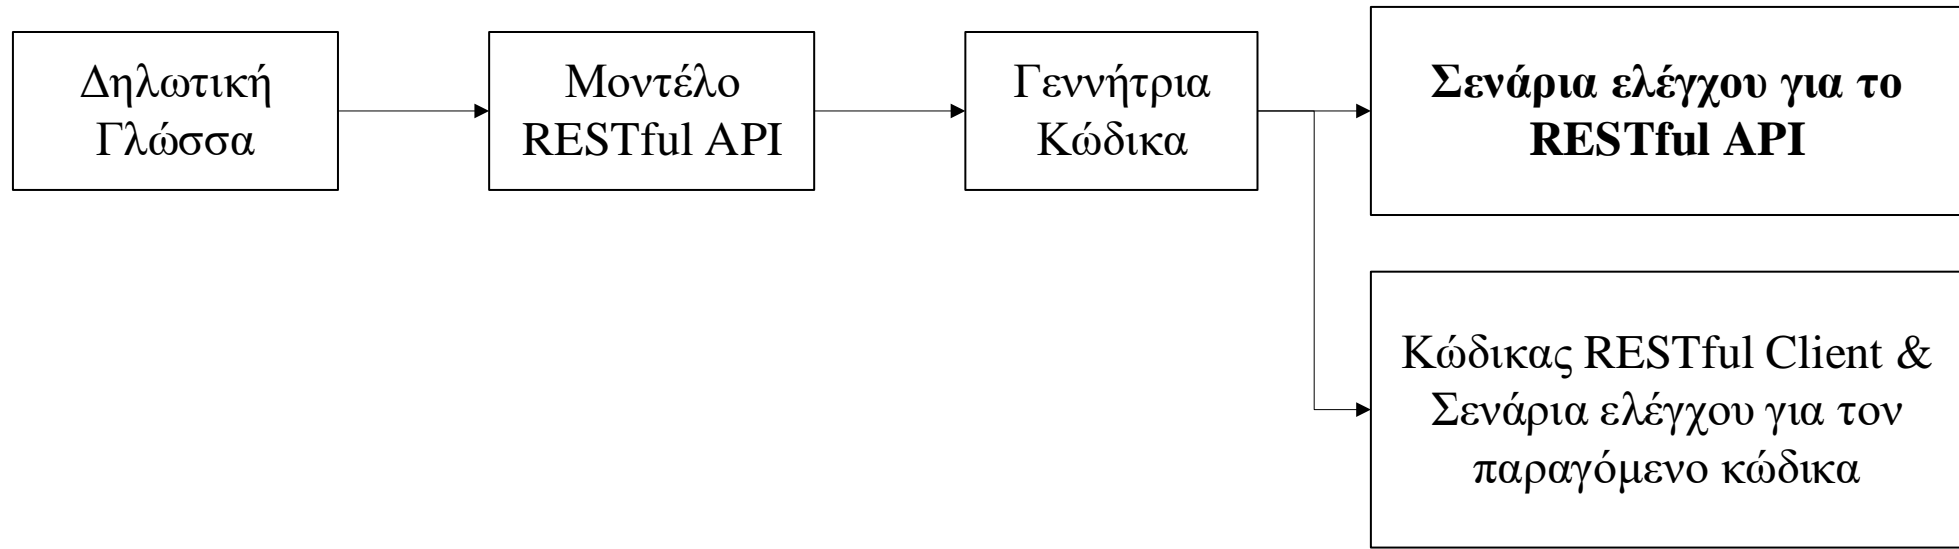 Δηλωτική
Γλώσσα
Μοντέλο
RESTful API
Γεννήτρια
Κώδικα
Σενάρια ελέγχου για το
RESTful API
Κώδικας RESTful Client &
Σενάρια ελέγχου για τον
παραγόμενο κώδικα